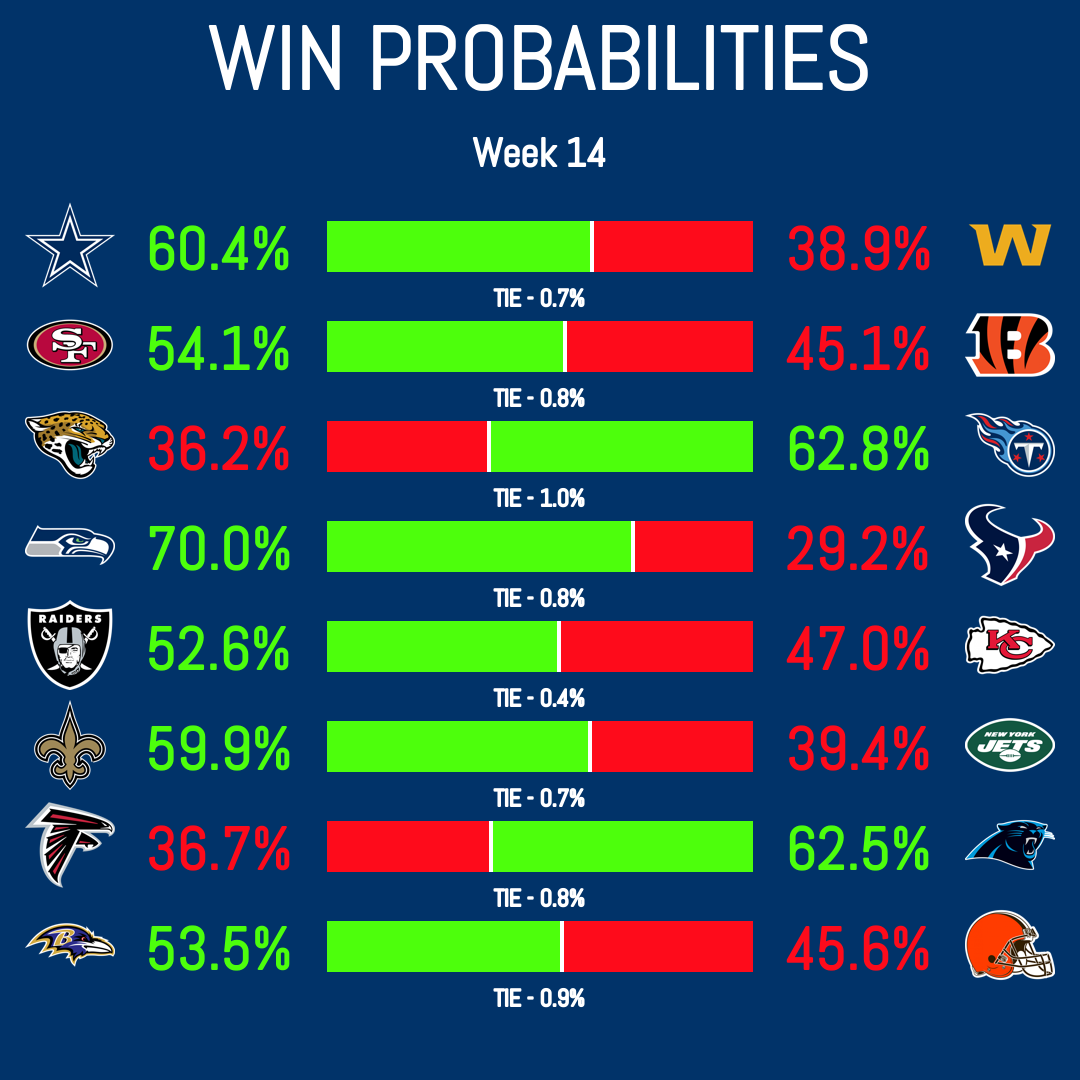 WIN PROBABILITIES
Week 14
60.4% 38.9% W
TIE - 0.7%
SF 54.1% 45.1% B
TIE - 0.8%
36.2% 62.8% T
TIE - 1.0%
70.0% 29.2%
TIE - 0.8%
RAIDERS 52.6% 47.0% KC
TIE - 0.4%
59.9% 39.4% NEW YORK JETS
TIE - 0.7%
36.7% 62.5%
TIE - 0.8%
B 53.5% 45.6%
TIE - 0.9%